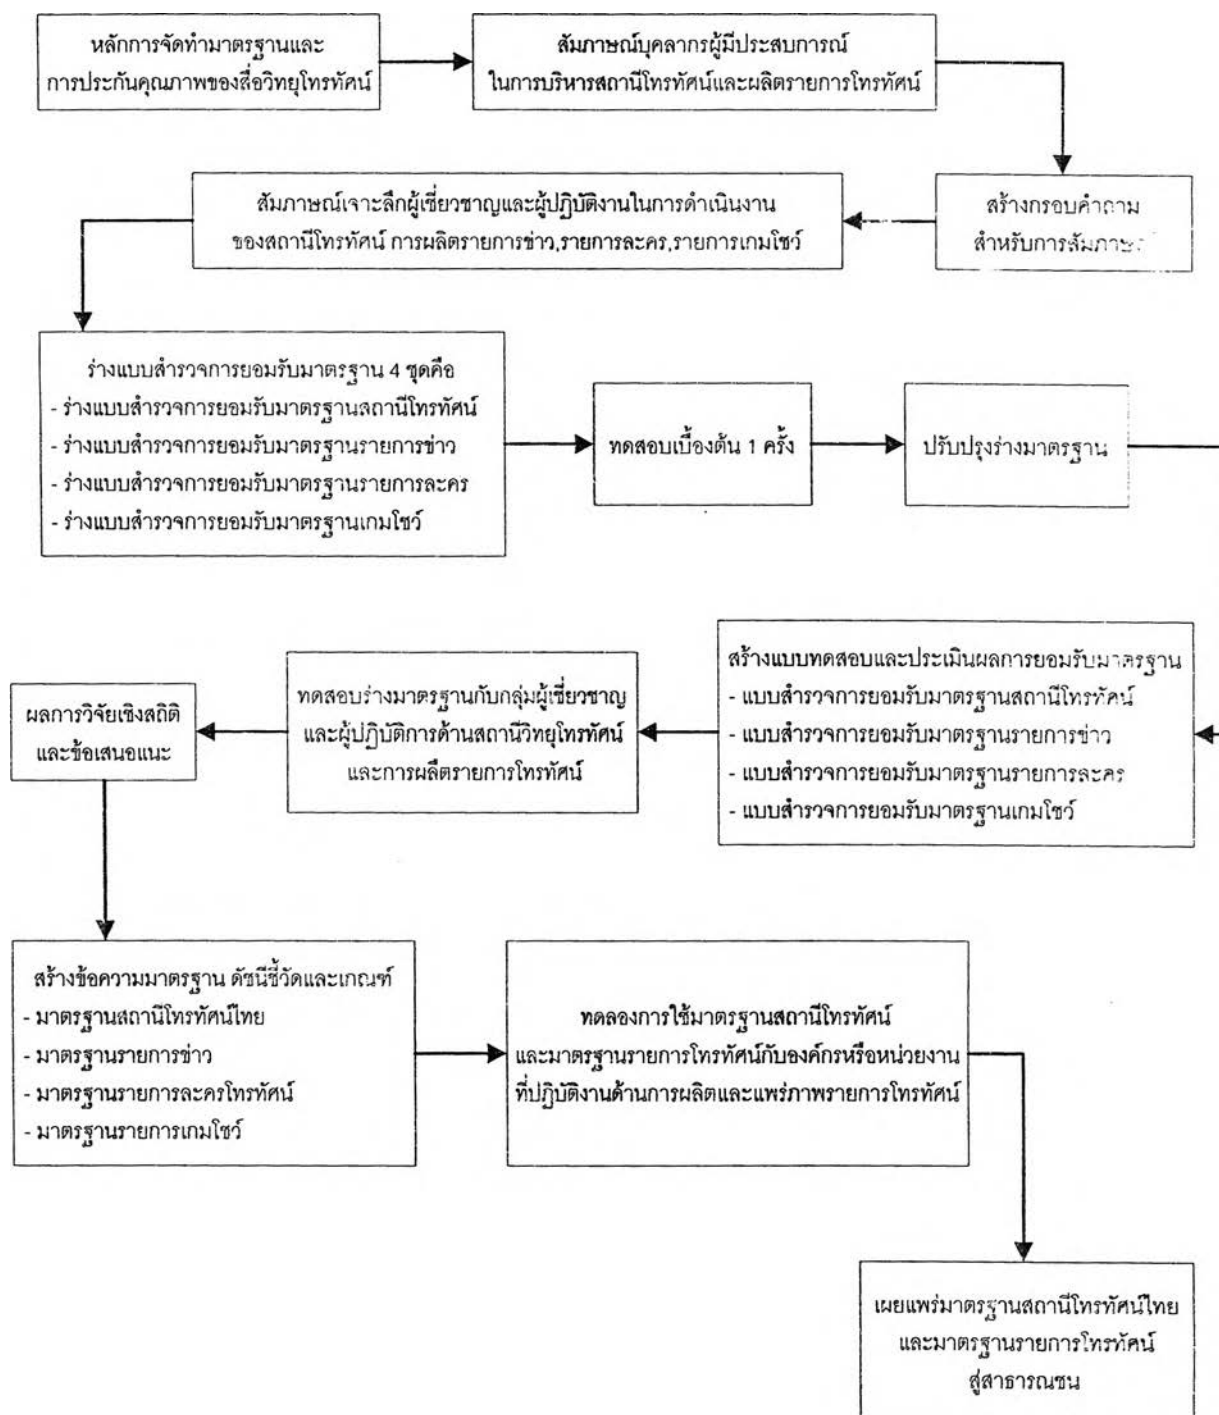 หลักการจัดทำมาตรฐานและ
การประกันคุณภาพของสื่อวิทยุโทรทัศน์
สัมภาษณ์บุคลากรผู้มีประสบการณ์
ในการบริหารสถานีโทรทัศน์และผลิตรายการโทรทัศน์
สร้างกรอบคำถาม
สำหรับการ
สัมภาษณ์เจาะลึกผู้เชี่ยวชาญและผู้ปฏิบัติงานในการดำเนินงาน
ของสถานีโทรทัศน์ การผลิตรายการข่าว,รายการละคร,รายการเกมโชว์
ร่างแบบสำรวจการยอมรับมาตรฐาน 4 ชุดคือ
- ร่างแบบสำรวจการยอมรับมาตรฐานสถานีโทรทัศน์
- ร่างแบบสำรวจการยอมรับมาตรฐานรายการข่าว
- ร่างแบบสำรวจการยอมรับมาตรฐานรายการละคร
- ร่างแบบสำรวจการยอมรับมาตรฐานเกมโชว์
ทดสอบเบื้องต้น 1 ครั้ง
ปรับปรุงร่างมาตรฐาน
สร้างแบบทดสอบและประเมินผลการยอมรับมาตรฐาน
- แบบสำรวจการยอมรับมาตรฐานสถานีโทรทัศน์
- แบบสำรวจการยอมรับมาตรฐานรายการข่าว
- แบบสำรวจการยอมรับมาตรฐานรายการละคร
- แบบสำรวจการยอมรับมาตรฐานเกมโชว์
ทดสอบร่างมาตรฐานกับกลุ่มผู้เชี่ยวชาญ
และผู้ปฏิบัติการด้านสถานีวิทยุโทรทัศน์
และการผลิตรายการโทรทัศน์
ผลการวิจัยเชิงสถิติ
และข้อเสนอแนะ
สร้างข้อความมาตรฐาน ดัชนีชี้วัดและเกณฑ์
- มาตรฐานสถานีโทรทัศน์ไทย
- มาตรฐานรายการข่าว
- มาตรฐานรายการละครโทรทัศน์
- มาตรฐานรายการเกมโชว์
ทดลองการใช้มาตรฐานสถานีโทรทัศน์
และมาตรฐานรายการโทรทัศน์กับองค์กรหรือหน่วยงาน
ที่ปฏิบัติงานด้านการผลิตและแพร่ภาพรายการโทรทัศน์
เผยแพร่มาตรฐานสถานีโทรทัศน์ไทย
และมาตรฐานรายการโทรทัศน์
สู่สาธารณชน